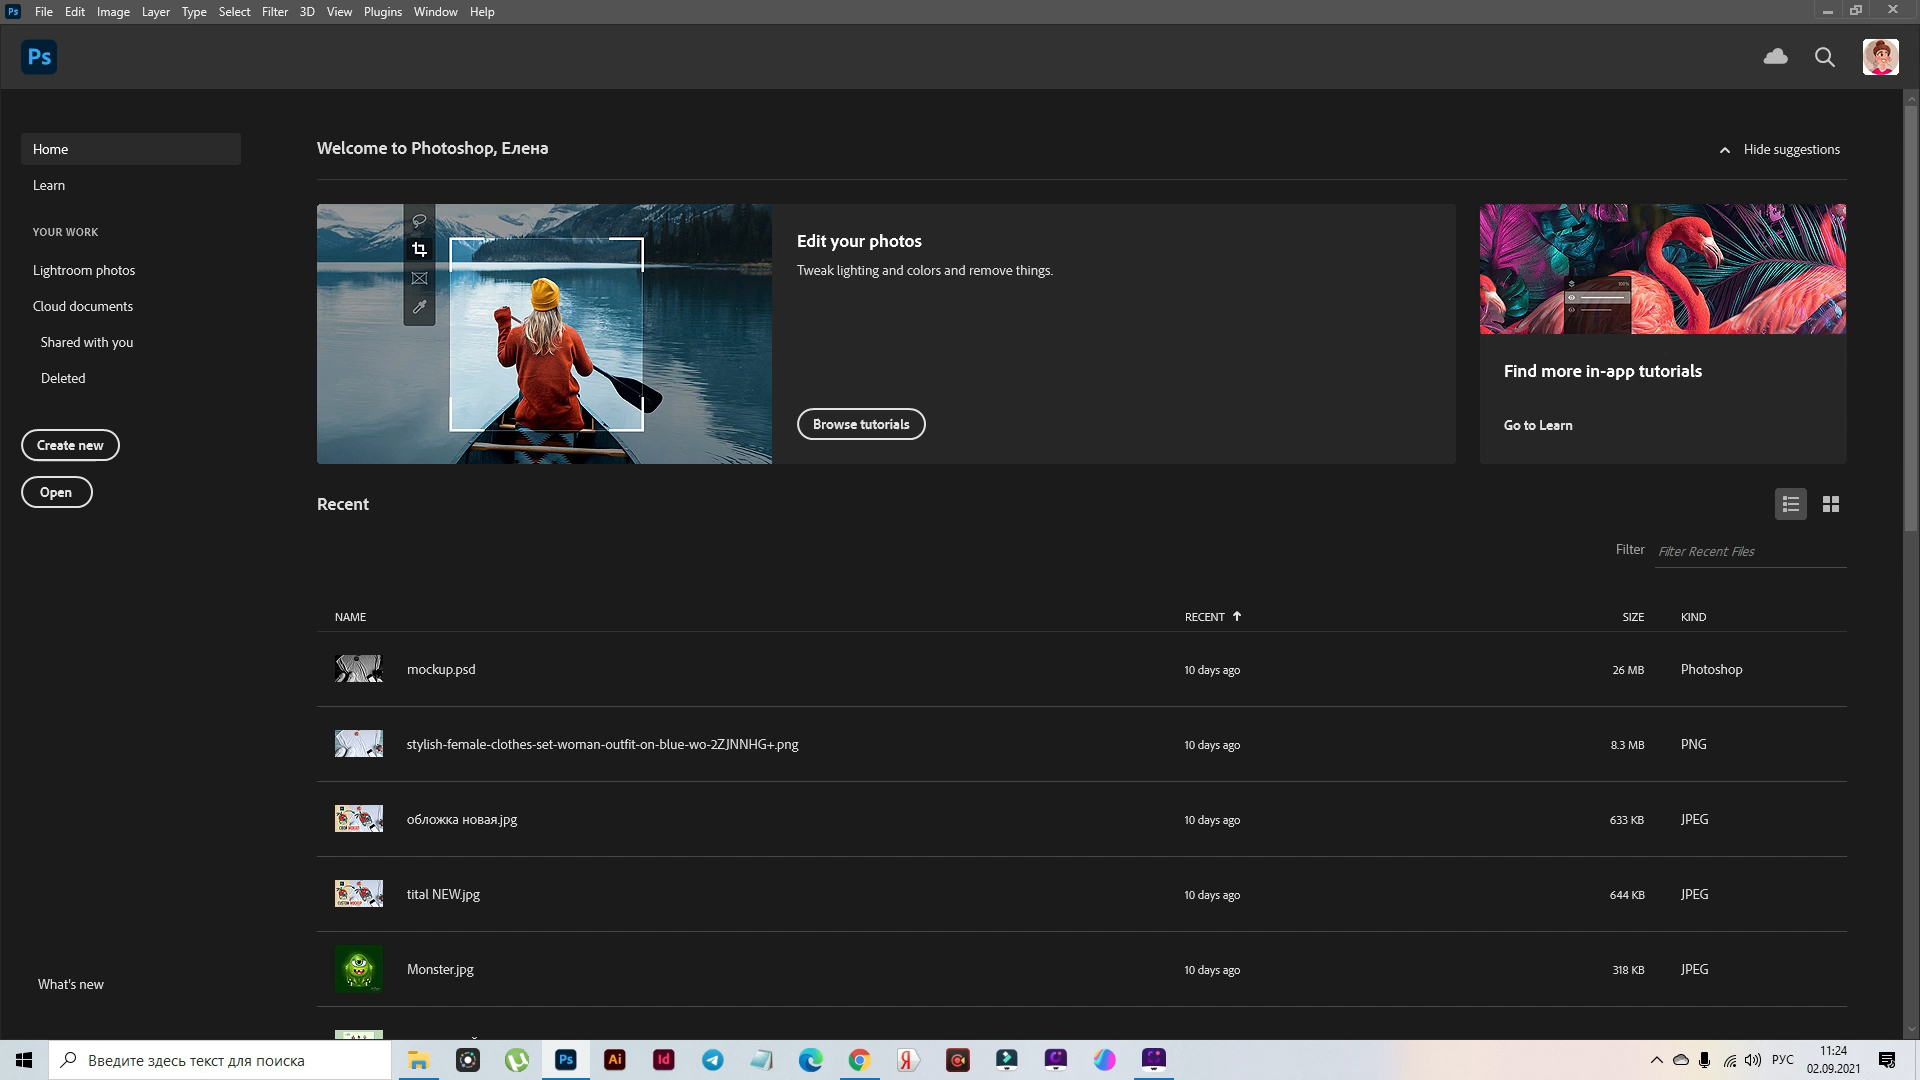 Ps File Edit Image Layer Type Select Filter 3D View Plugins Window Help
Ps
Home
Learn
YOUR WORK
Lightroom photos
Cloud documents
Shared with you
Deleted
Create new
Open
What's new
Welcome to Photoshop, Елена
Hide suggestions
Edit your photos
Tweak lighting and colors and remove things.
Browse tutorials
100%
Find more in-app tutorials
Go to Learn
Recent
Filter Filter Recent Files
NAME RECENT SIZE KIND
mockup.psd 10 days ago 26 MB Photoshop
stylish-female-clothes-set-woman-outfit-on-blue-wo-2ZJNNHG+.png 10 days ago 8.3 MB PNG
обложка новая.jpg 10 days ago 633 KB JPEG
tital NEW.jpg 10 days ago 644 KB JPEG
Monster.jpg 10 days ago 318 KB JPEG
Введите здесь текст для поиска
Ps Ai Id Я
РУС
11:24
02.09.2021